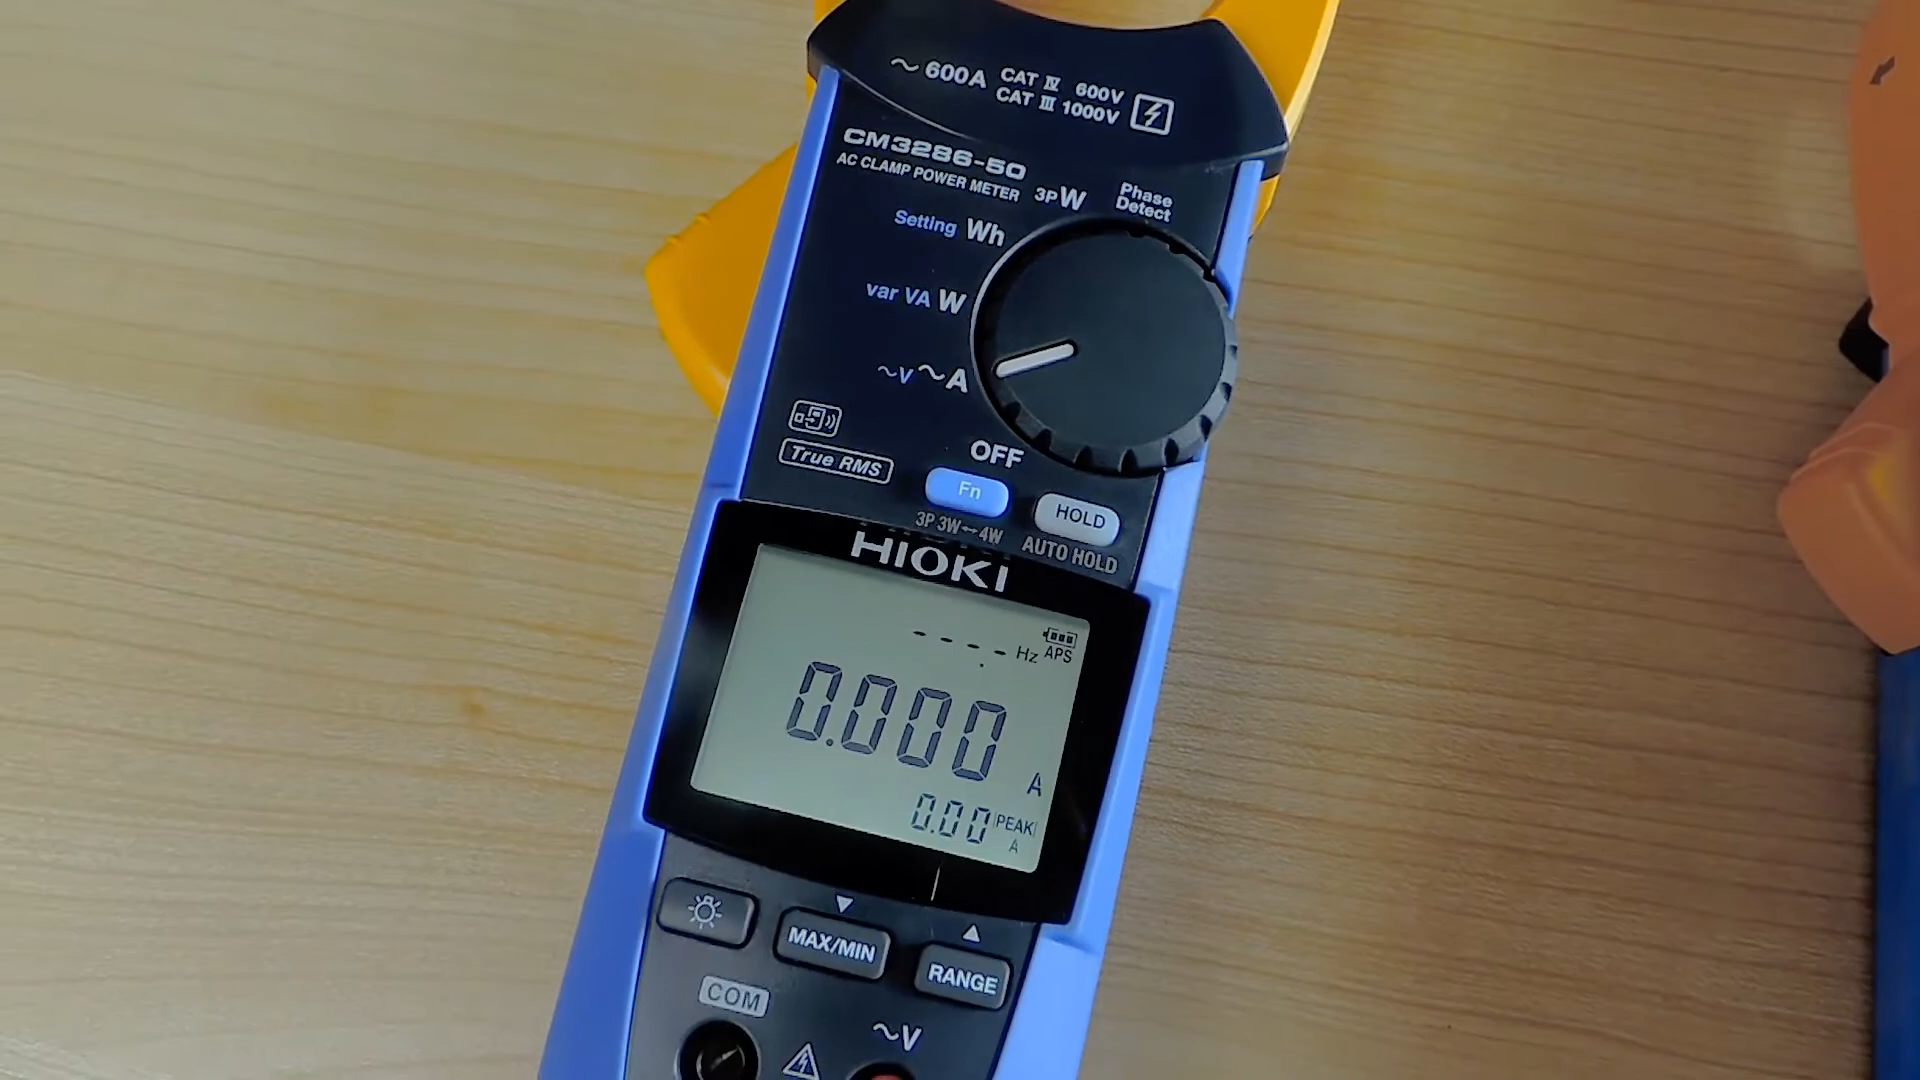 ~ 600A CAT Ⅳ 600V
CAT Ⅲ 1000V
CM3286-50
AC CLAMP POWER METER
3PW
Phase
Detect
Setting Wh
var VA W
~V ~A
True RMS
OFF
Fn
HOLD
3P 3W↔4W
AUTO HOLD
HIOKI
---.- Hz
APS
0.000 A
0.00 PEAK
A
MAX/MIN
RANGE
COM
~V